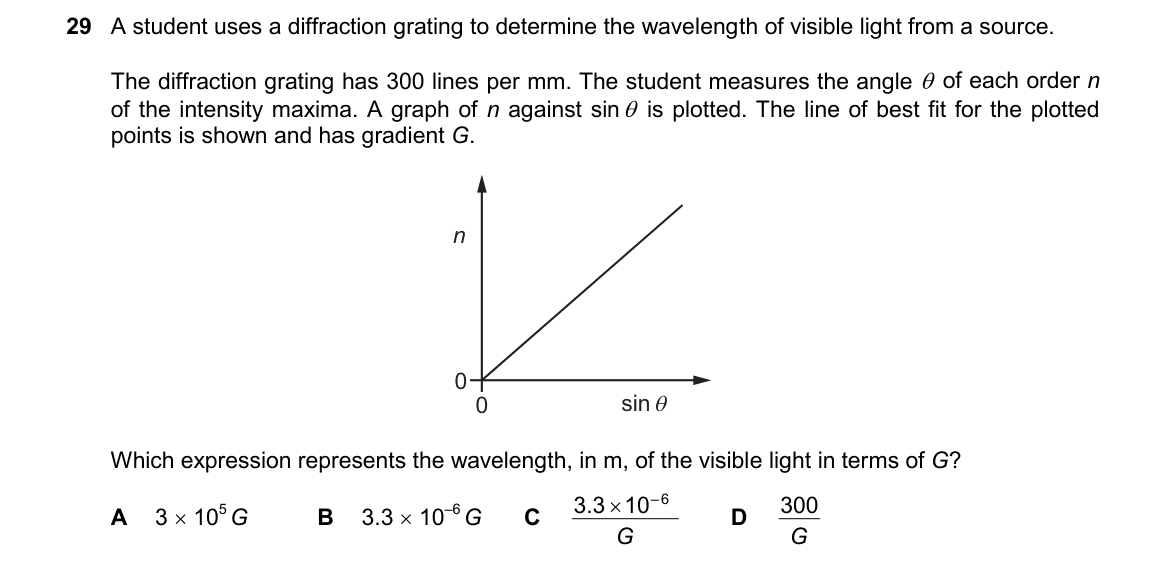 29 A student uses a diffraction grating to determine the wavelength of visible light from a source.
The diffraction grating has 300 lines per mm. The student measures the angle θ of each order n
of the intensity maxima. A graph of n against sin θ is plotted. The line of best fit for the plotted
points is shown and has gradient G.
n
0
0
sin θ
Which expression represents the wavelength, in m, of the visible light in terms of G?
A 3 × 10⁵ G B 3.3 × 10⁻⁶ G C 3.3 × 10⁻⁶ / G D 300 / G